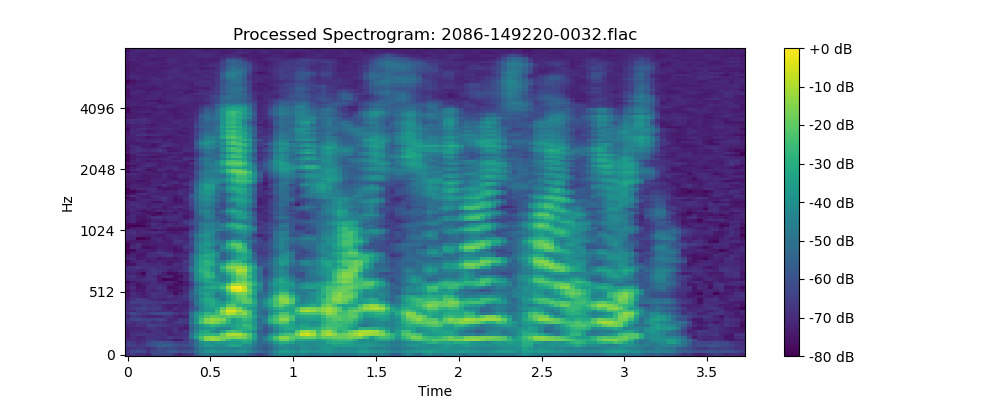 Processed Spectrogram: 2086-149220-0032.flac
Hz
4096
2048
1024
512
0
0 0.5 1 1.5 2 2.5 3 3.5
Time
+0 dB
-10 dB
-20 dB
-30 dB
-40 dB
-50 dB
-60 dB
-70 dB
-80 dB